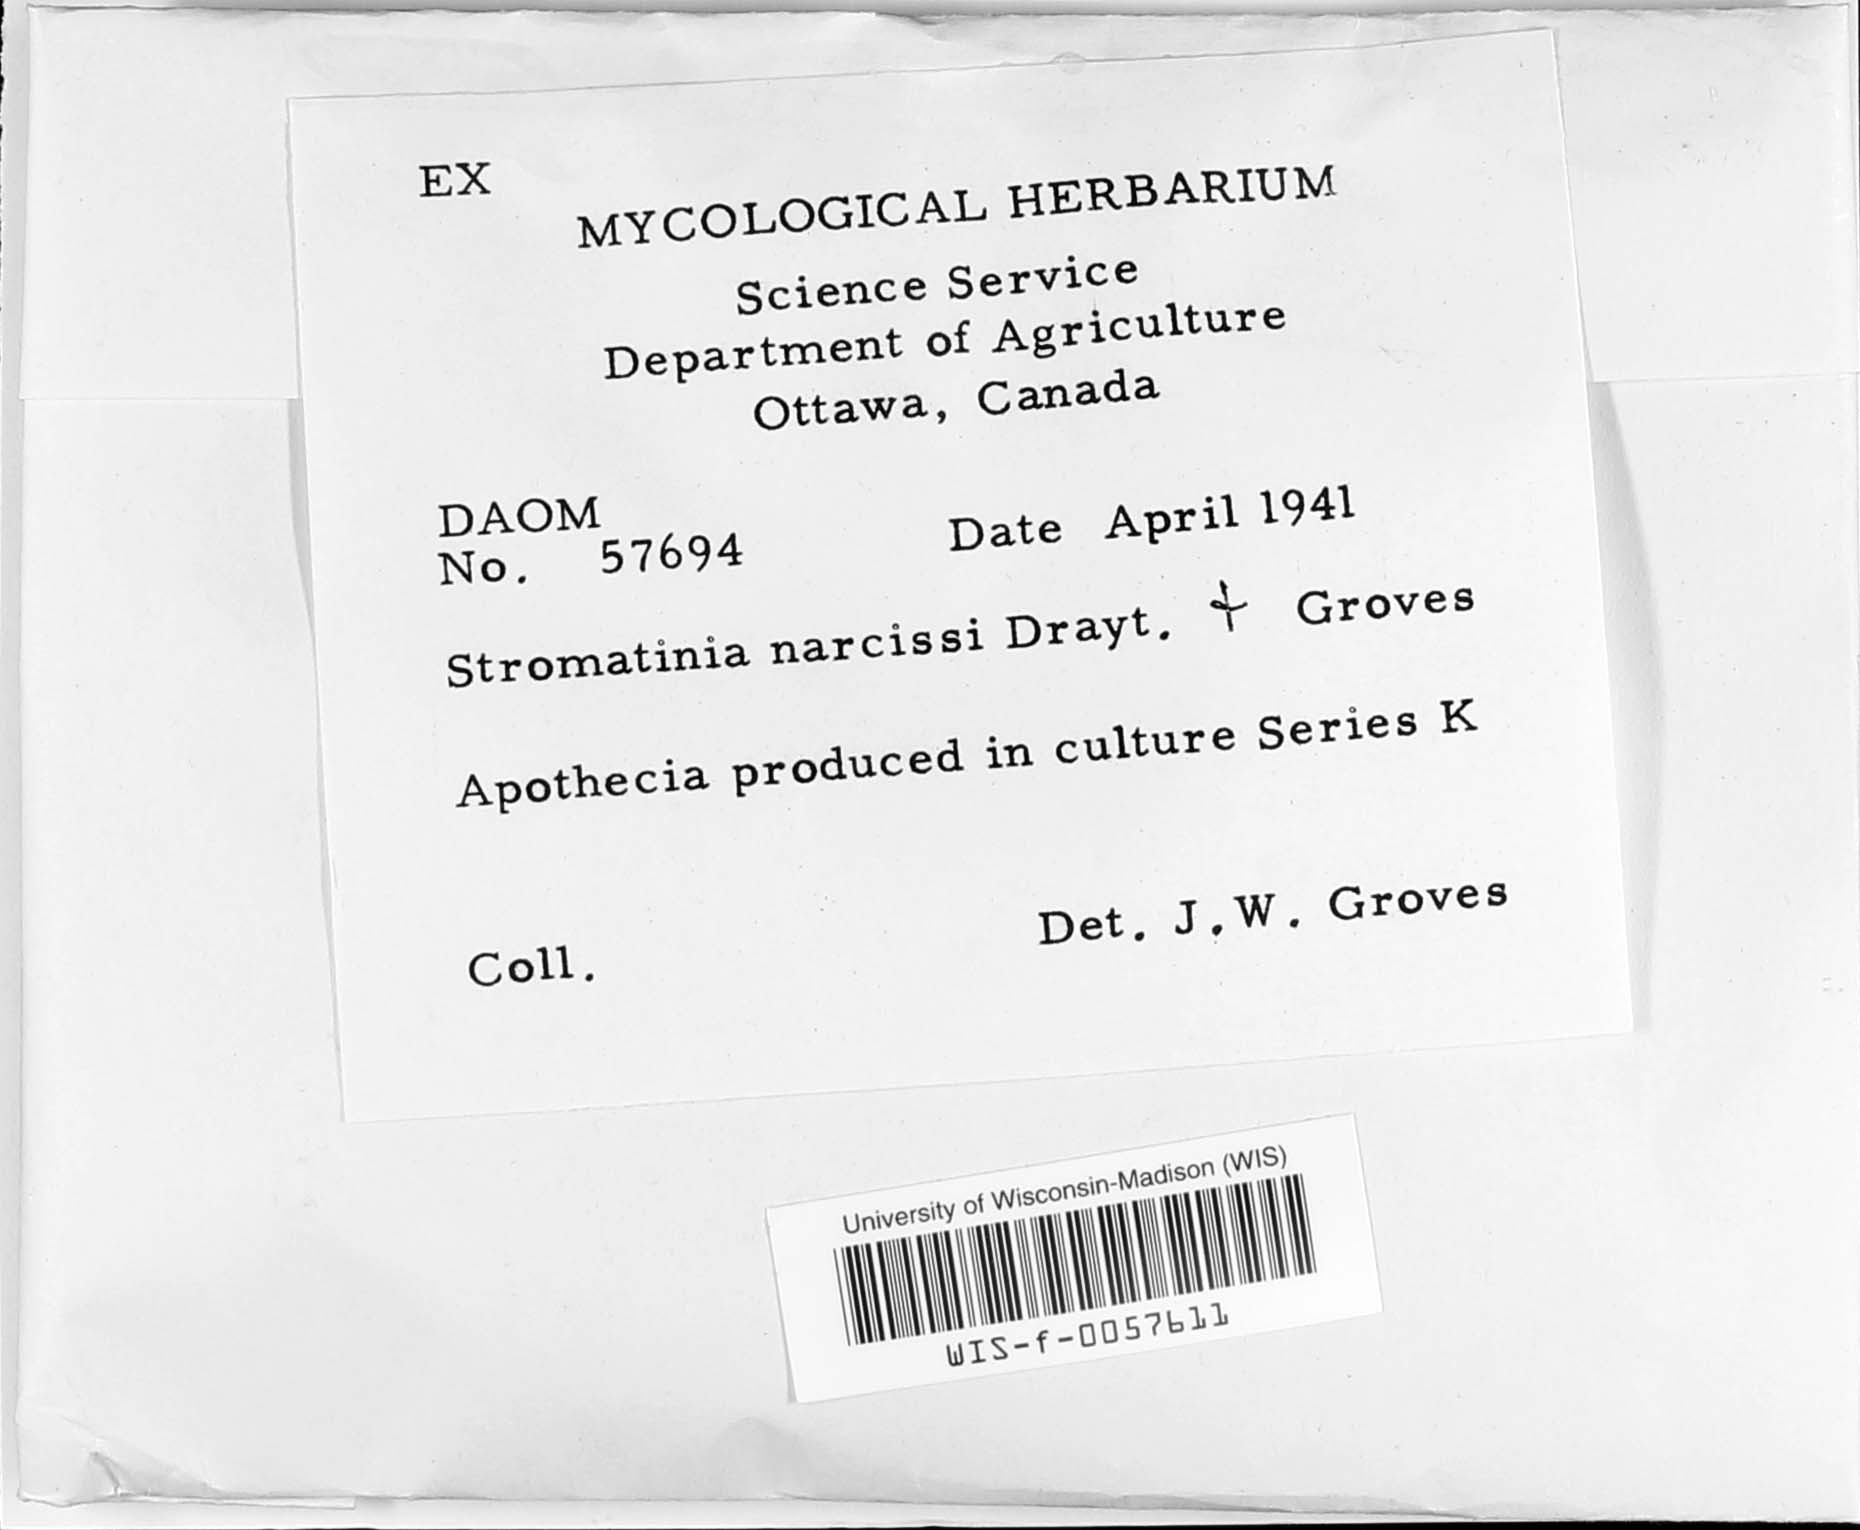 EX
MYCOLOGICAL HERBARIUM
Science Service
Department of Agriculture
Ottawa, Canada
DAOM
No. 57694 Date April 1941
Stromatinia narcissi Drayt. & Groves
Apothecia produced in culture Series K
Coll. Det. J.W. Groves
University of Wisconsin-Madison (WIS)
WIS-f-0057611